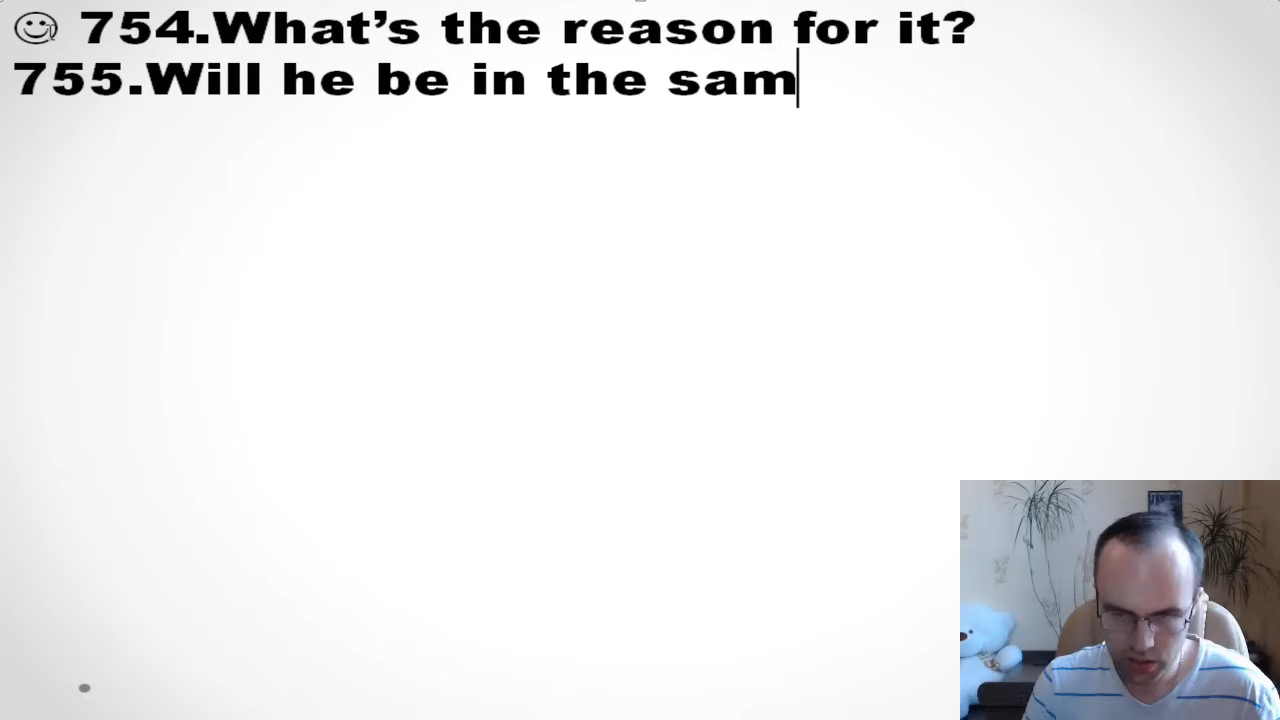 754.What’s the reason for it?
755.Will he be in the sam